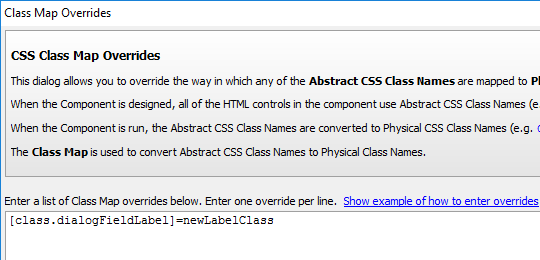 Class Map Overrides
CSS Class Map Overrides
This dialog allows you to override the way in which any of the Abstract CSS Class Names are mapped to
When the Component is designed, all of the HTML controls in the component use Abstract CSS Class Names (e.
When the Component is run, the Abstract CSS Class Names are converted to Physical CSS Class Names (e.g.
The Class Map is used to convert Abstract CSS Class Names to Physical Class Names.
Enter a list of Class Map overrides below. Enter one override per line. Show example of how to enter overrides
[class.dialogFieldLabel]=newLabelClass